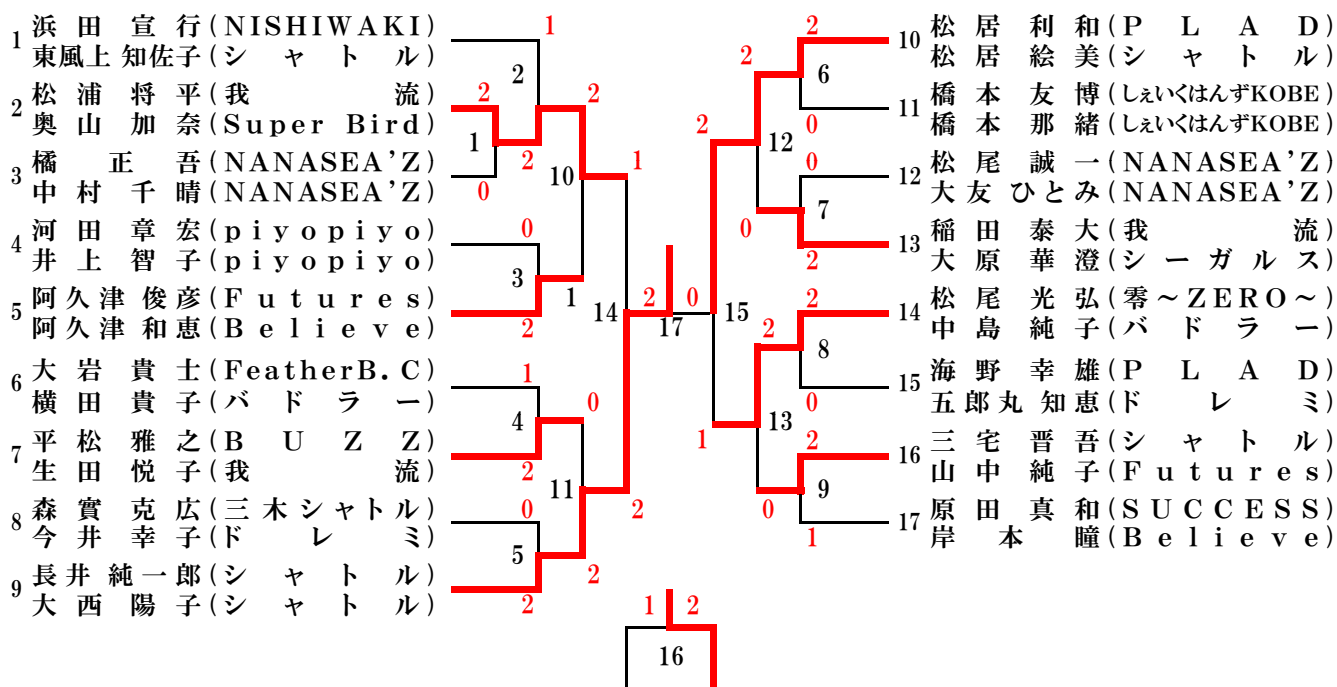 1 浜田宣行(NISHIWAKI)
東風上知佐子(シャトル)
2 松浦将平(我流)
奥山加奈(Super Bird)
3 橘正吾(NANASEA'Z)
中村千晴(NANASEA'Z)
4 河田章宏(piyopiyo)
井上智子(piyopiyo)
5 阿久津俊彦(Futures)
阿久津和恵(Believe)
6 大岩貴士(FeatherB.C)
横田貴子(バドラー)
7 平松雅之(BUZZ)
生田悦子(我流)
8 森實克広(三木シャトル)
今井幸子(ドレミ)
9 長井純一郎(シャトル)
大西陽子(シャトル)
1
2
2
2
1
2
0
10
1
0
3
1
2
14
2
17
0
1
4
0
2
11
0
5
2
2
2
1
2
16
2
2
6
0
2
12
0
7
0
2
15
2
2
8
0
1
13
2
9
0
1
10 松居利和(PLAD)
松居絵美(シャトル)
11 橋本友博(しぇいくはんずKOBE)
橋本那緒(しぇいくはんずKOBE)
12 松尾誠一(NANASEA'Z)
大友ひとみ(NANASEA'Z)
13 稲田泰大(我流)
大原華澄(シーガルス)
14 松尾光弘(零～ZERO～)
中島純子(バドラー)
15 海野幸雄(PLAD)
五郎丸知恵(ドレミ)
16 三宅晋吾(シャトル)
山中純子(Futures)
17 原田真和(SUCCESS)
岸本瞳(Believe)